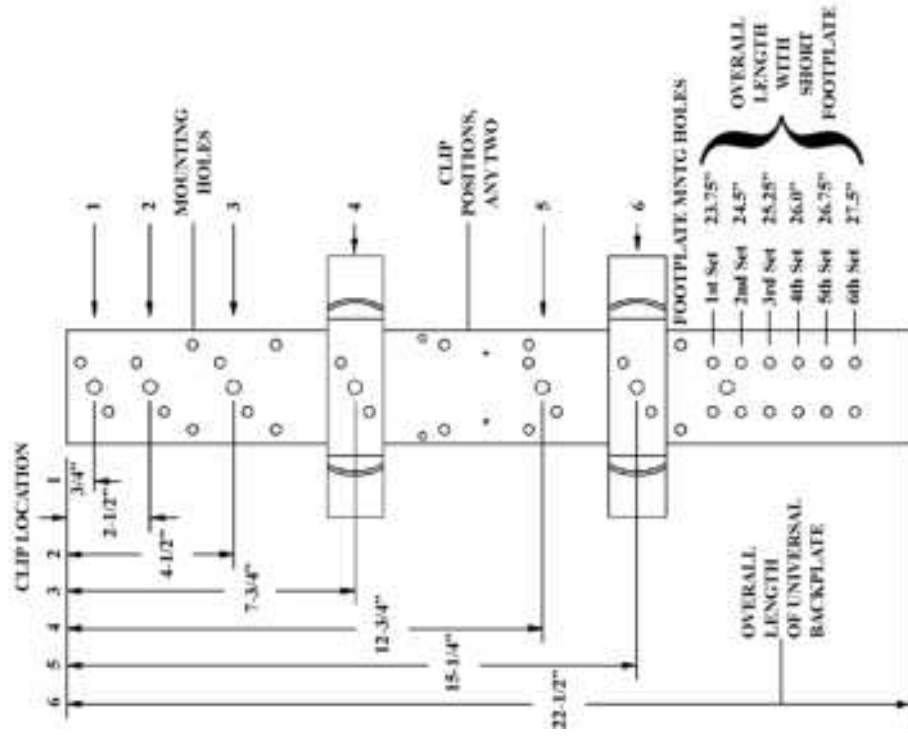 CLIP LOCATION
1
2
3
4
5
6
3/4"
2-1/2"
4-1/2"
7-3/4"
12-3/4"
15-1/4"
22-1/2"
OVERALL
LENGTH
OF UNIVERSAL
BACKPLATE
1
2
MOUNTING
HOLES
3
4
CLIP
POSITIONS,
ANY TWO
5
6
FOOTPLATE MNTG HOLES
1st Set 23.75"
2nd Set 24.5"
3rd Set 25.25"
4th Set 26.0"
5th Set 26.75"
6th Set 27.5"
OVERALL
LENGTH
WITH
SHORT
FOOTPLATE